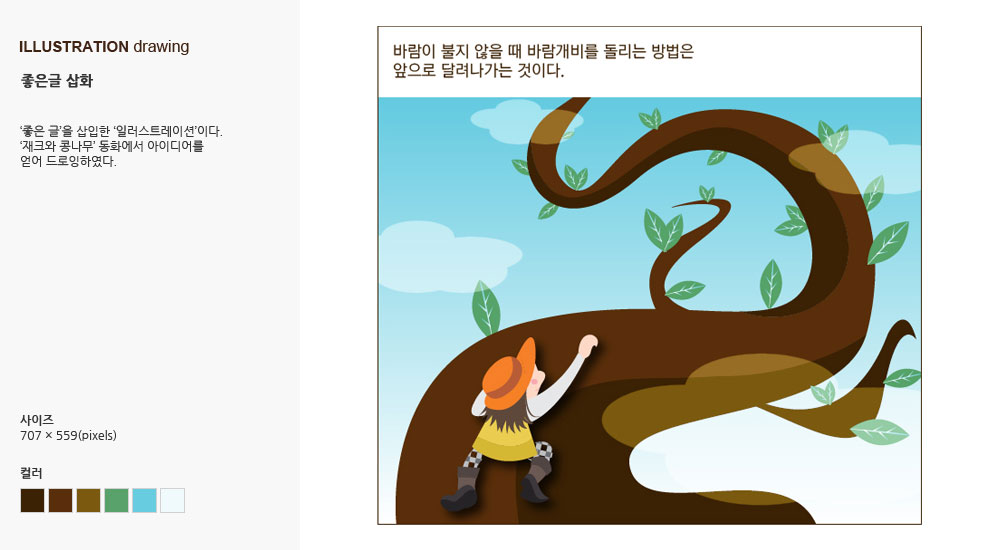 ILLUSTRATION drawing
좋은글 삽화
'좋은 글'을 삽입한 '일러스트레이션'이다.
'재크와 콩나무' 동화에서 아이디어를
얻어 드로잉하였다.
사이즈
707 × 559(pixels)
컬러
바람이 불지 않을 때 바람개비를 돌리는 방법은
앞으로 달려나가는 것이다.